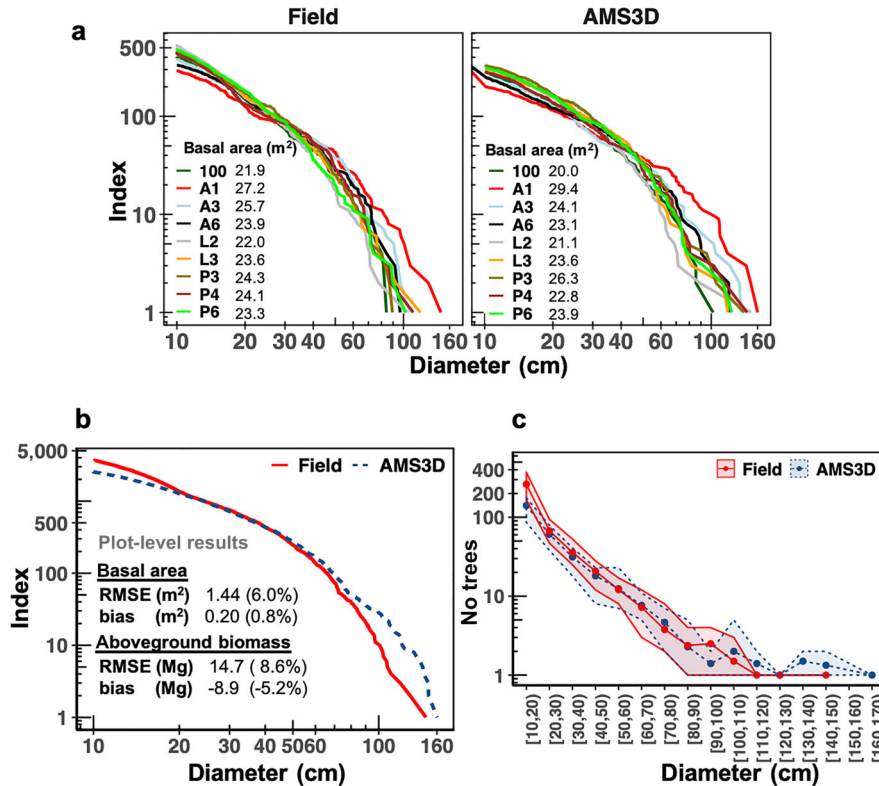 Field AMS3D
a
Index
500
100
10
1
Basal area (m²)
100 21.9
A1 27.2
A3 25.7
A6 23.9
L2 22.0
L3 23.6
P3 24.3
P4 24.1
P6 23.3
10 20 30 40 60 100 160
Basal area (m²)
100 20.0
A1 29.4
A3 24.1
A6 23.1
L2 21.1
L3 23.6
P3 26.3
P4 22.8
P6 23.9
10 20 30 40 60 100 160
Diameter (cm)
b
Index
5,000
500
100
10
1
Field AMS3D
Plot-level results
Basal area
RMSE (m²) 1.44 (6.0%)
bias (m²) 0.20 (0.8%)
Aboveground biomass
RMSE (Mg) 14.7 ( 8.6%)
bias (Mg) -8.9 (-5.2%)
10 20 30 40 5060 100 160
Diameter (cm)
c
No trees
400
200
100
10
1
Field AMS3D
[10,20)
[20,30)
[30,40)
[40,50)
[50,60)
[60,70)
[70,80)
[80,90)
[90,100)
[100,110)
[110,120)
[120,130)
[130,140)
[140,150)
[150,160)
[160,170)
Diameter (cm)